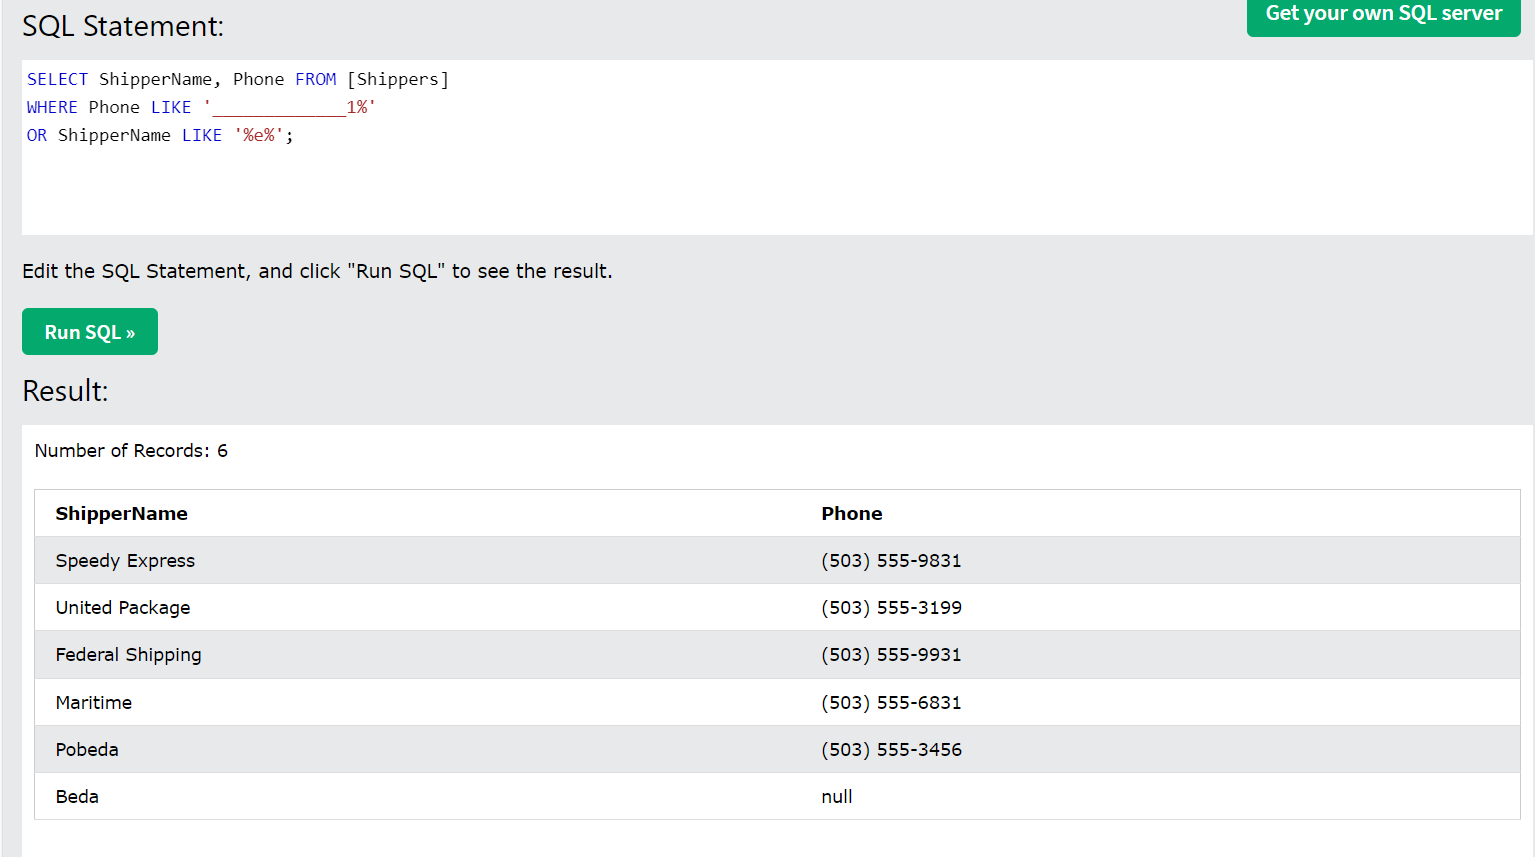 SQL Statement:
Get your own SQL server
SELECT ShipperName, Phone FROM [Shippers]
WHERE Phone LIKE '_____________1%'
OR ShipperName LIKE '%e%';
Edit the SQL Statement, and click "Run SQL" to see the result.
Run SQL »
Result:
Number of Records: 6
ShipperName Phone
Speedy Express (503) 555-9831
United Package (503) 555-3199
Federal Shipping (503) 555-9931
Maritime (503) 555-6831
Pobeda (503) 555-3456
Beda null